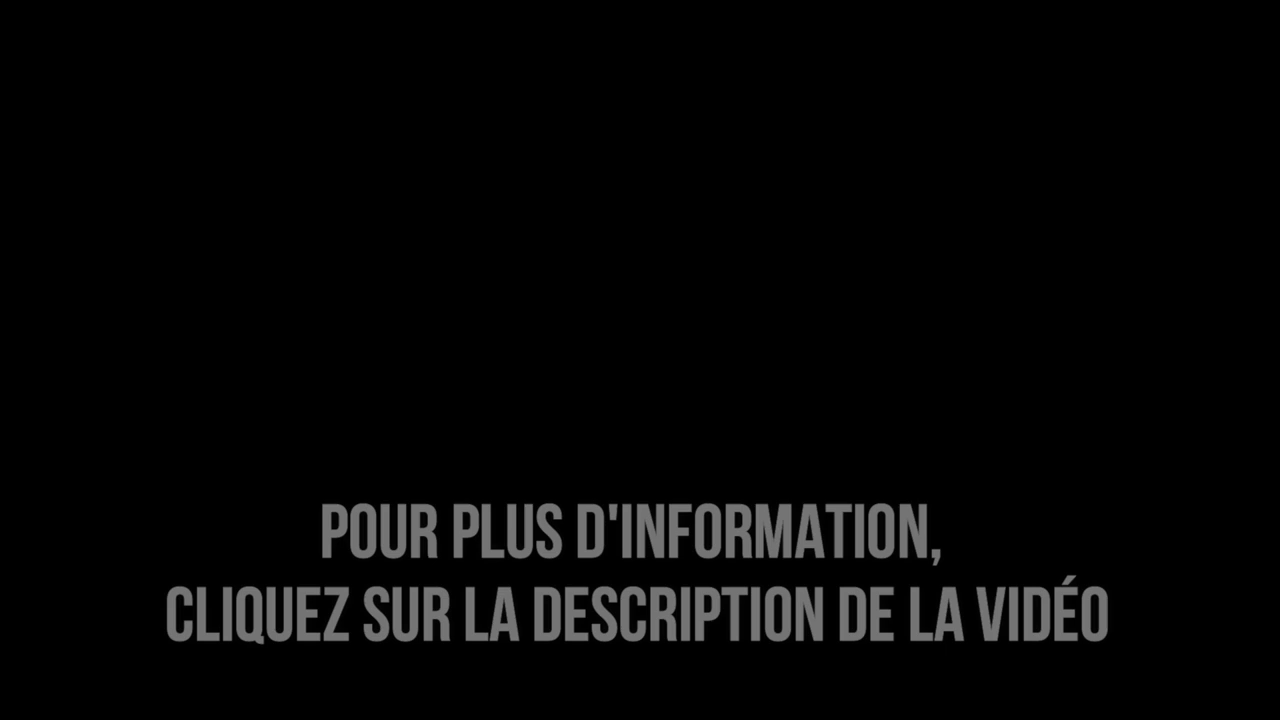 POUR PLUS D'INFORMATION,
CLIQUEZ SUR LA DESCRIPTION DE LA VIDÉO